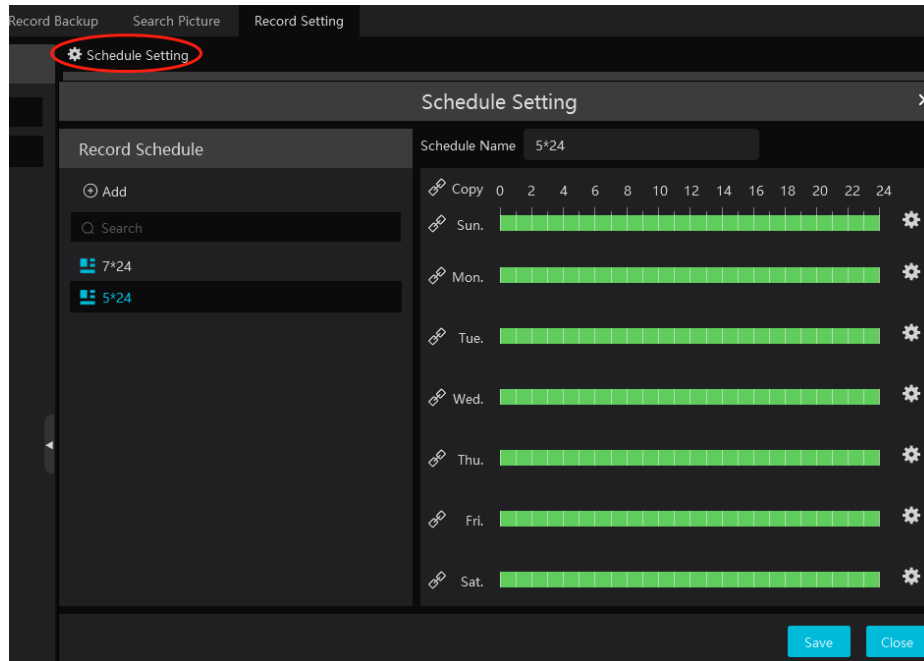 Record Backup Search Picture Record Setting
Schedule Setting
Schedule Setting
Record Schedule
Add
Search
7*24
5*24
Schedule Name 5*24
Copy 0 2 4 6 8 10 12 14 16 18 20 22 24
Sun.
Mon.
Tue.
Wed.
Thu.
Fri.
Sat.
Save Close